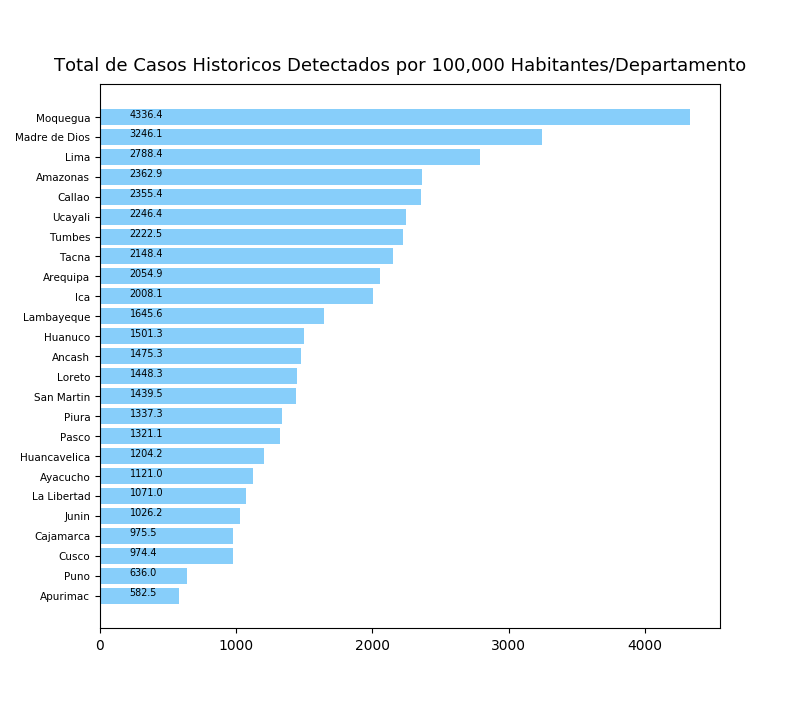 Total de Casos Historicos Detectados por 100,000 Habitantes/Departamento
Moquegua 4336.4
Madre de Dios 3246.1
Lima 2788.4
Amazonas 2362.9
Callao 2355.4
Ucayali 2246.4
Tumbes 2222.5
Tacna 2148.4
Arequipa 2054.9
Ica 2008.1
Lambayeque 1645.6
Huanuco 1501.3
Ancash 1475.3
Loreto 1448.3
San Martin 1439.5
Piura 1337.3
Pasco 1321.1
Huancavelica 1204.2
Ayacucho 1121.0
La Libertad 1071.0
Junin 1026.2
Cajamarca 975.5
Cusco 974.4
Puno 636.0
Apurimac 582.5
0 1000 2000 3000 4000